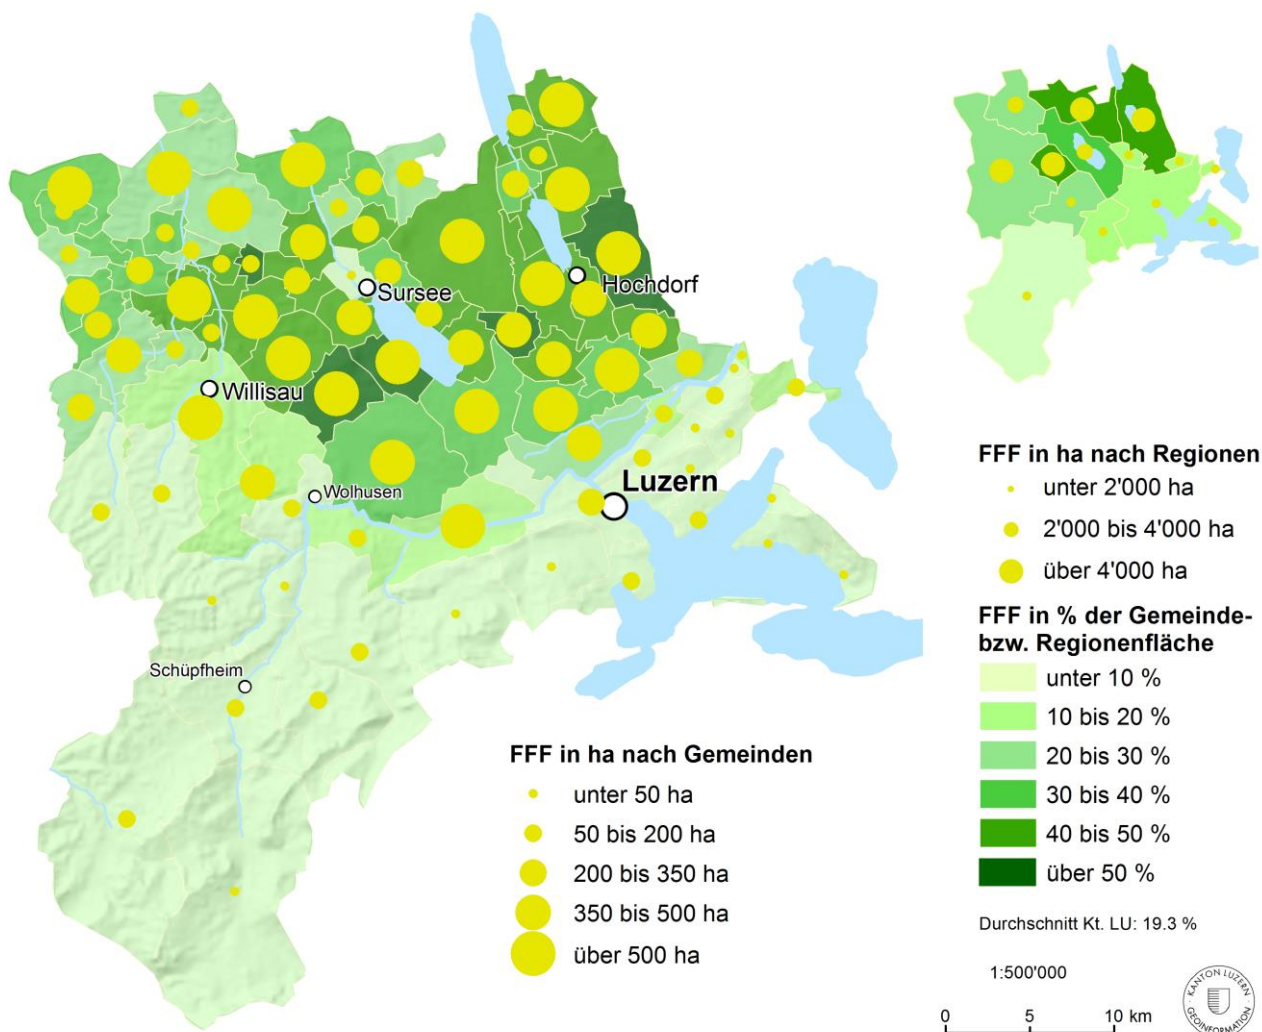 Hochdorf
Sursee
Willisau
Wolhusen
Luzern
Schüpfheim
FFF in ha nach Gemeinden
unter 50 ha
50 bis 200 ha
200 bis 350 ha
350 bis 500 ha
über 500 ha
FFF in ha nach Regionen
unter 2'000 ha
2'000 bis 4'000 ha
über 4'000 ha
FFF in % der Gemeinde-
bzw. Regionenfläche
unter 10 %
10 bis 20 %
20 bis 30 %
30 bis 40 %
40 bis 50 %
über 50 %
Durchschnitt Kt. LU: 19.3 %
1:500'000
0 5 10 km
KANTON LUZERN
GEOINFORMATION